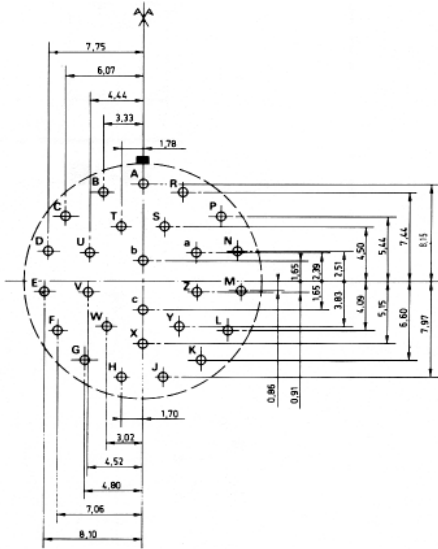 A A
7,75
6,07
4,44
3,33
1,78
A
B R
C P
T S
D U a N
b
E V Z M
c
F W Y L
X
G K
H J
1,65
2,39
2,51
4,50
5,44
7,44
8,15
1,65
3,83
4,09
5,15
6,60
7,97
0,86
0,91
1,70
3,02
4,52
4,80
7,06
8,10